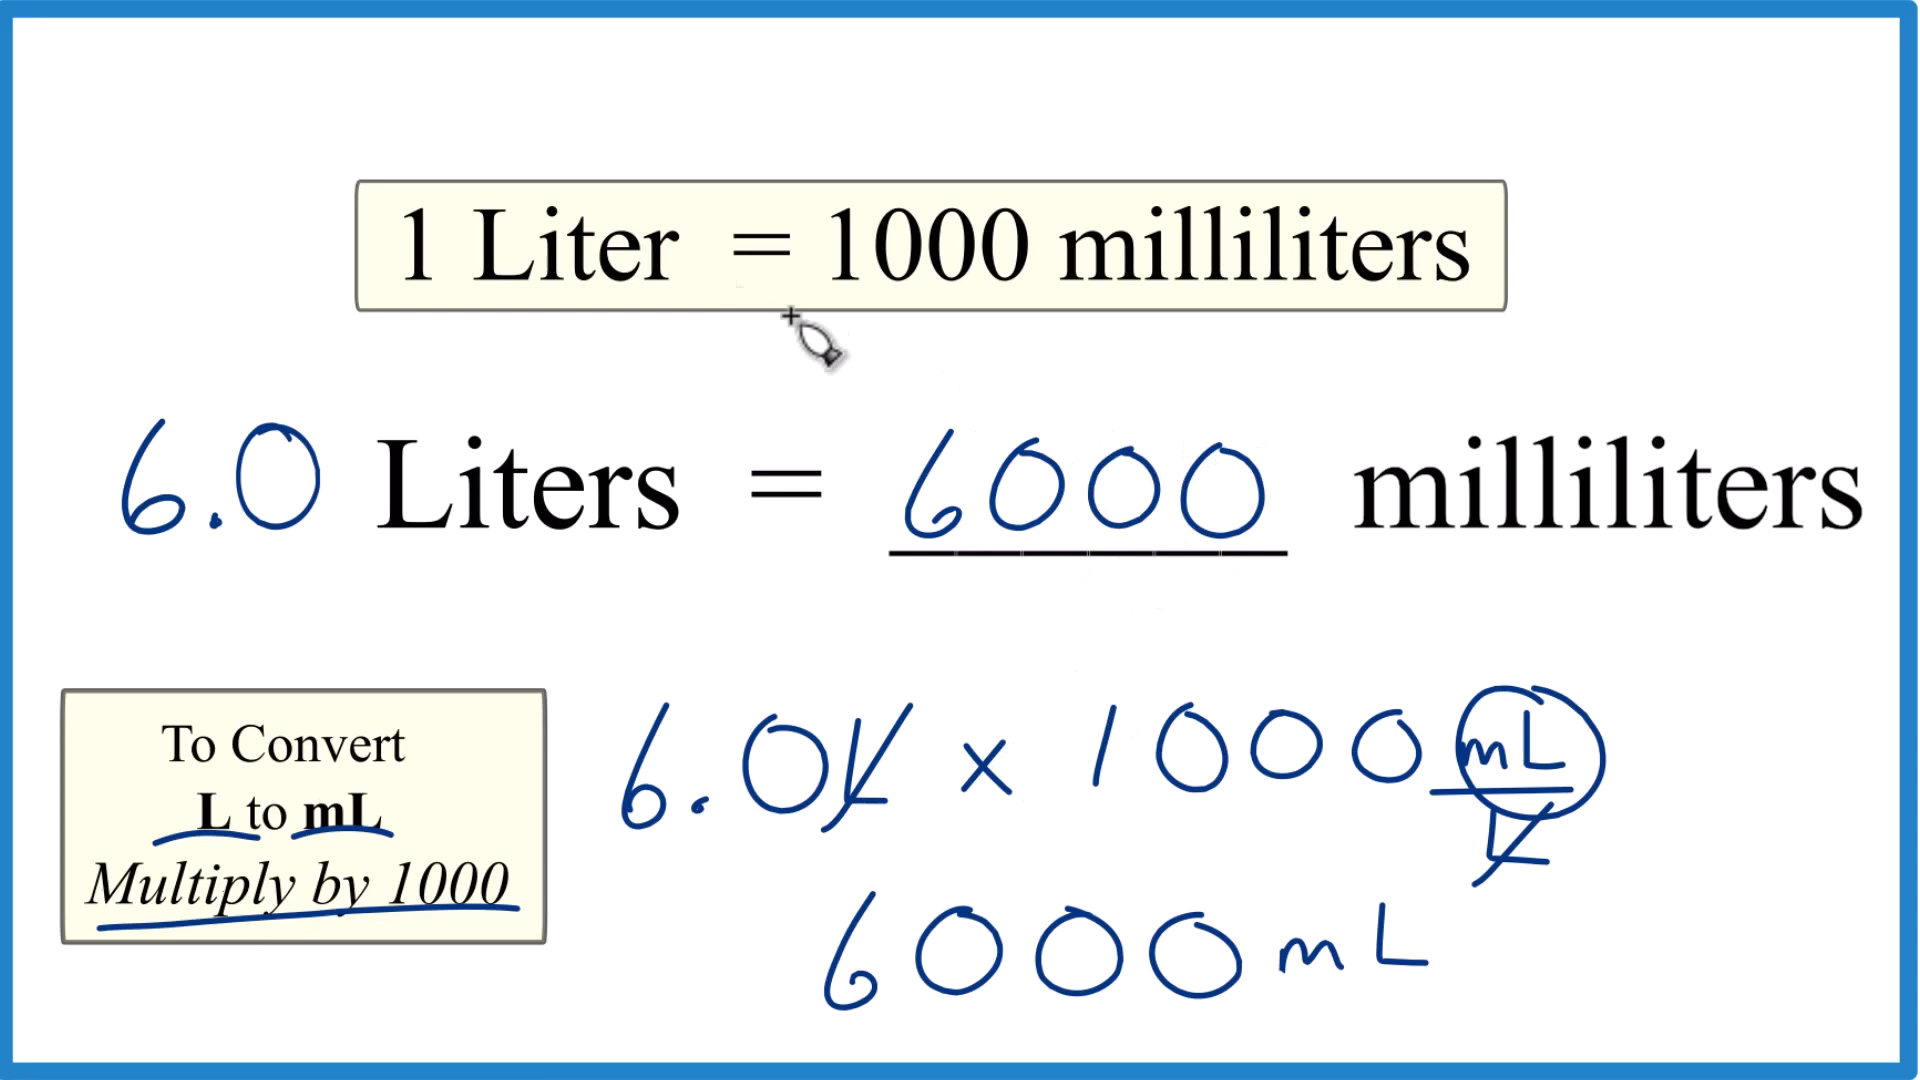 1 Liter = 1000 milliliters
6.0 Liters = 6000 milliliters
To Convert
L to mL
Multiply by 1000
6.0 L x 1000 mL
L
6000 mL